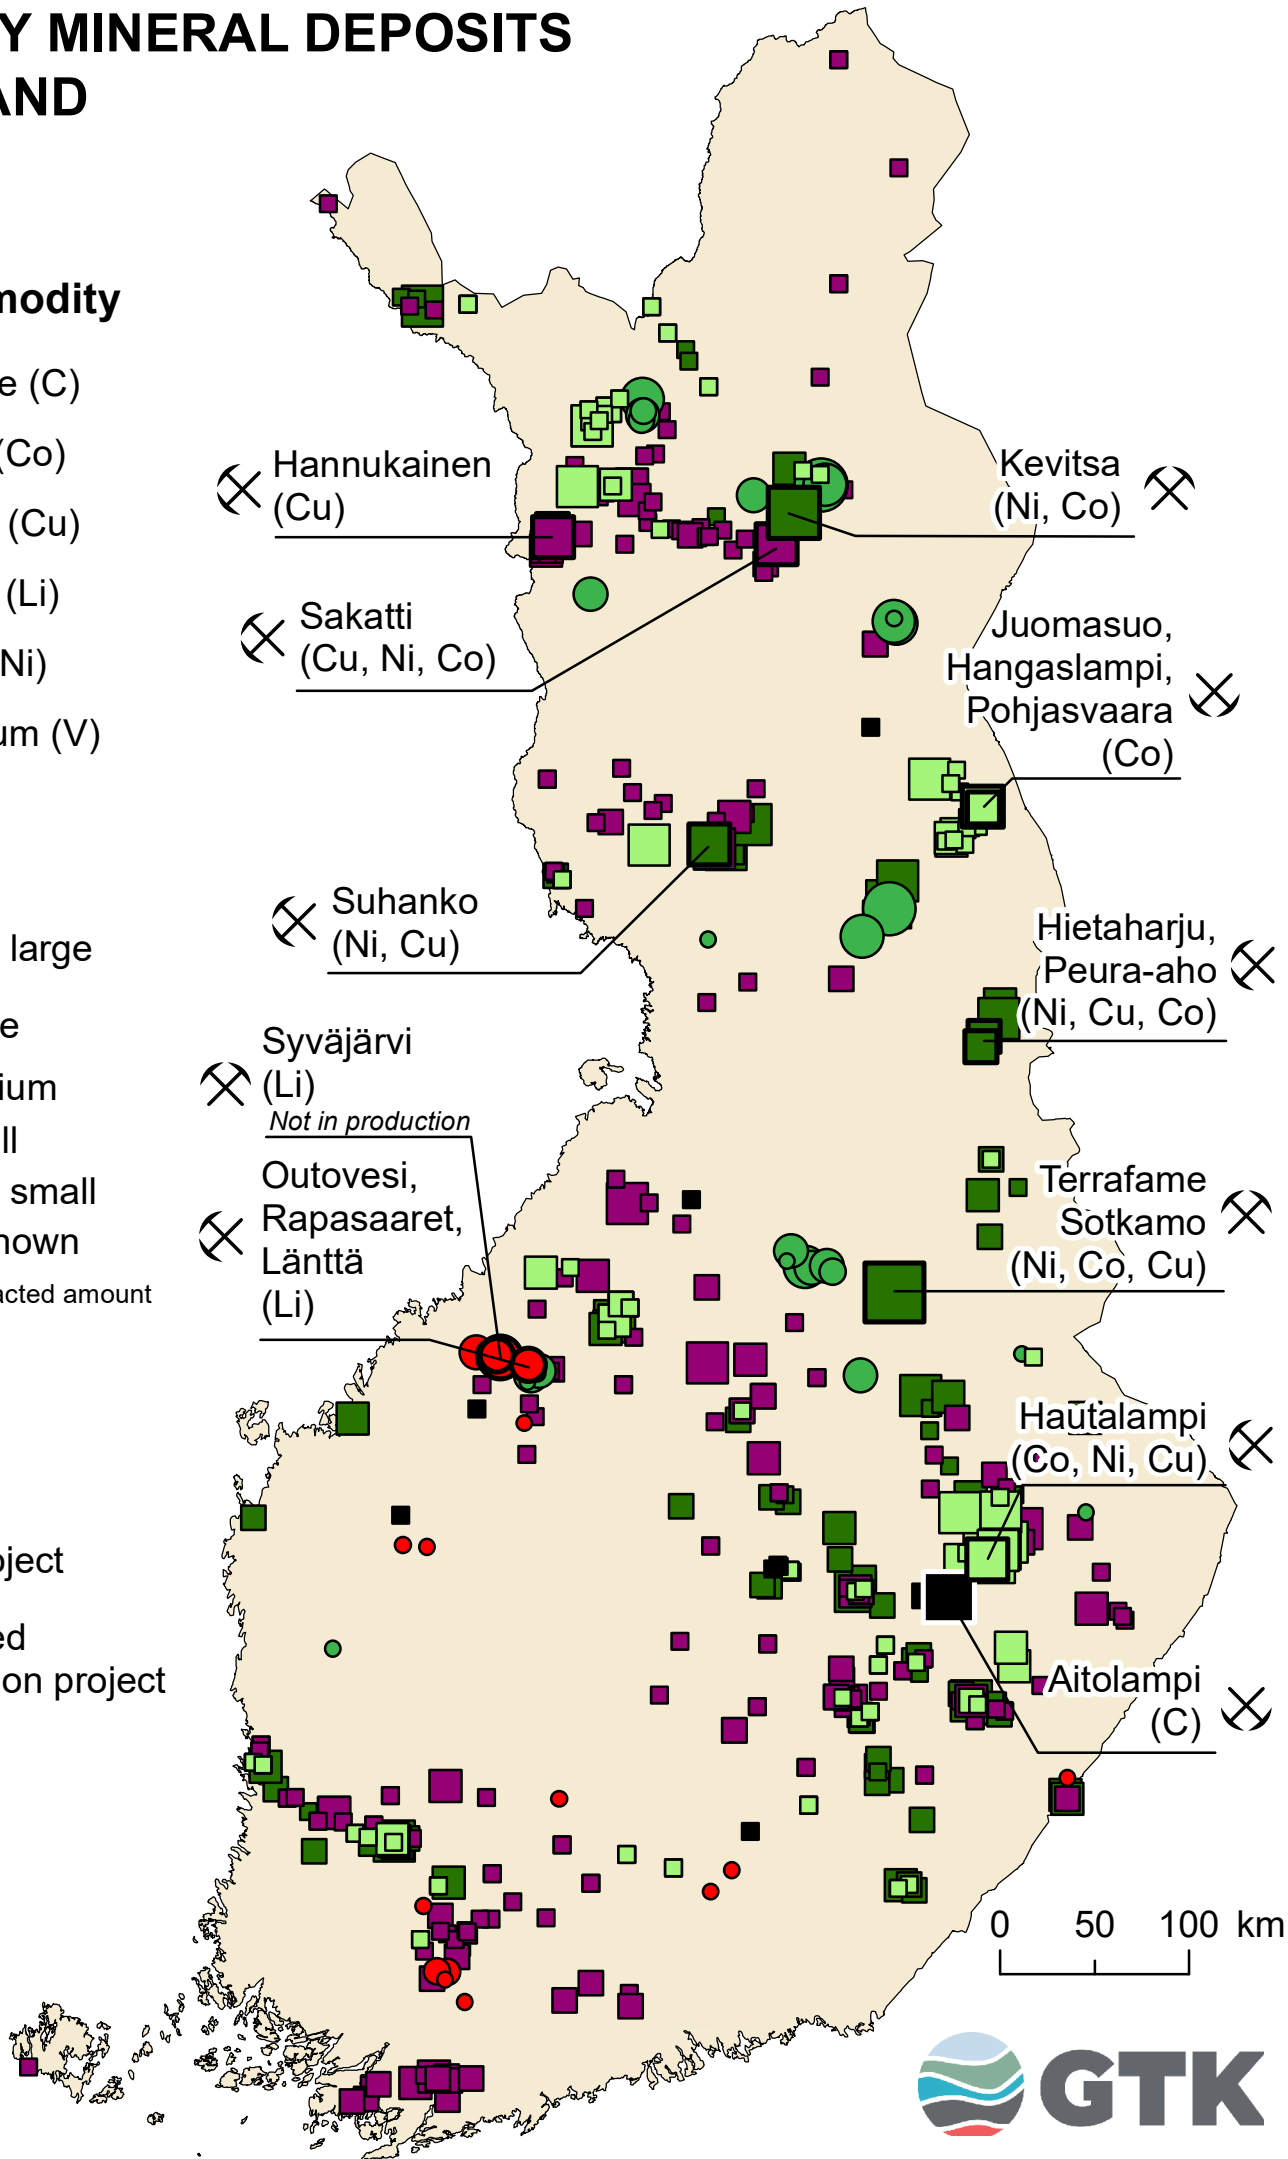 Y MINERAL DEPOSITS
AND
modity
e (C)
(Co)
(Cu)
(Li)
Ni)
um (V)
large
e
ium
ll
small
nown
acted amount
oject
ed
on project
Hannukainen
(Cu)
Sakatti
(Cu, Ni, Co)
Suhanko
(Ni, Cu)
Syväjärvi
(Li)
Not in production
Outovesi,
Rapasaaret,
Länttä
(Li)
Kevitsa
(Ni, Co)
Juomasuo,
Hangaslampi,
Pohjasvaara
(Co)
Hietaharju,
Peura-aho
(Ni, Cu, Co)
Terrafame
Sotkamo
(Ni, Co, Cu)
Hautalampi
(Co, Ni, Cu)
Aitolampi
(C)
0 50 100 km
GTK